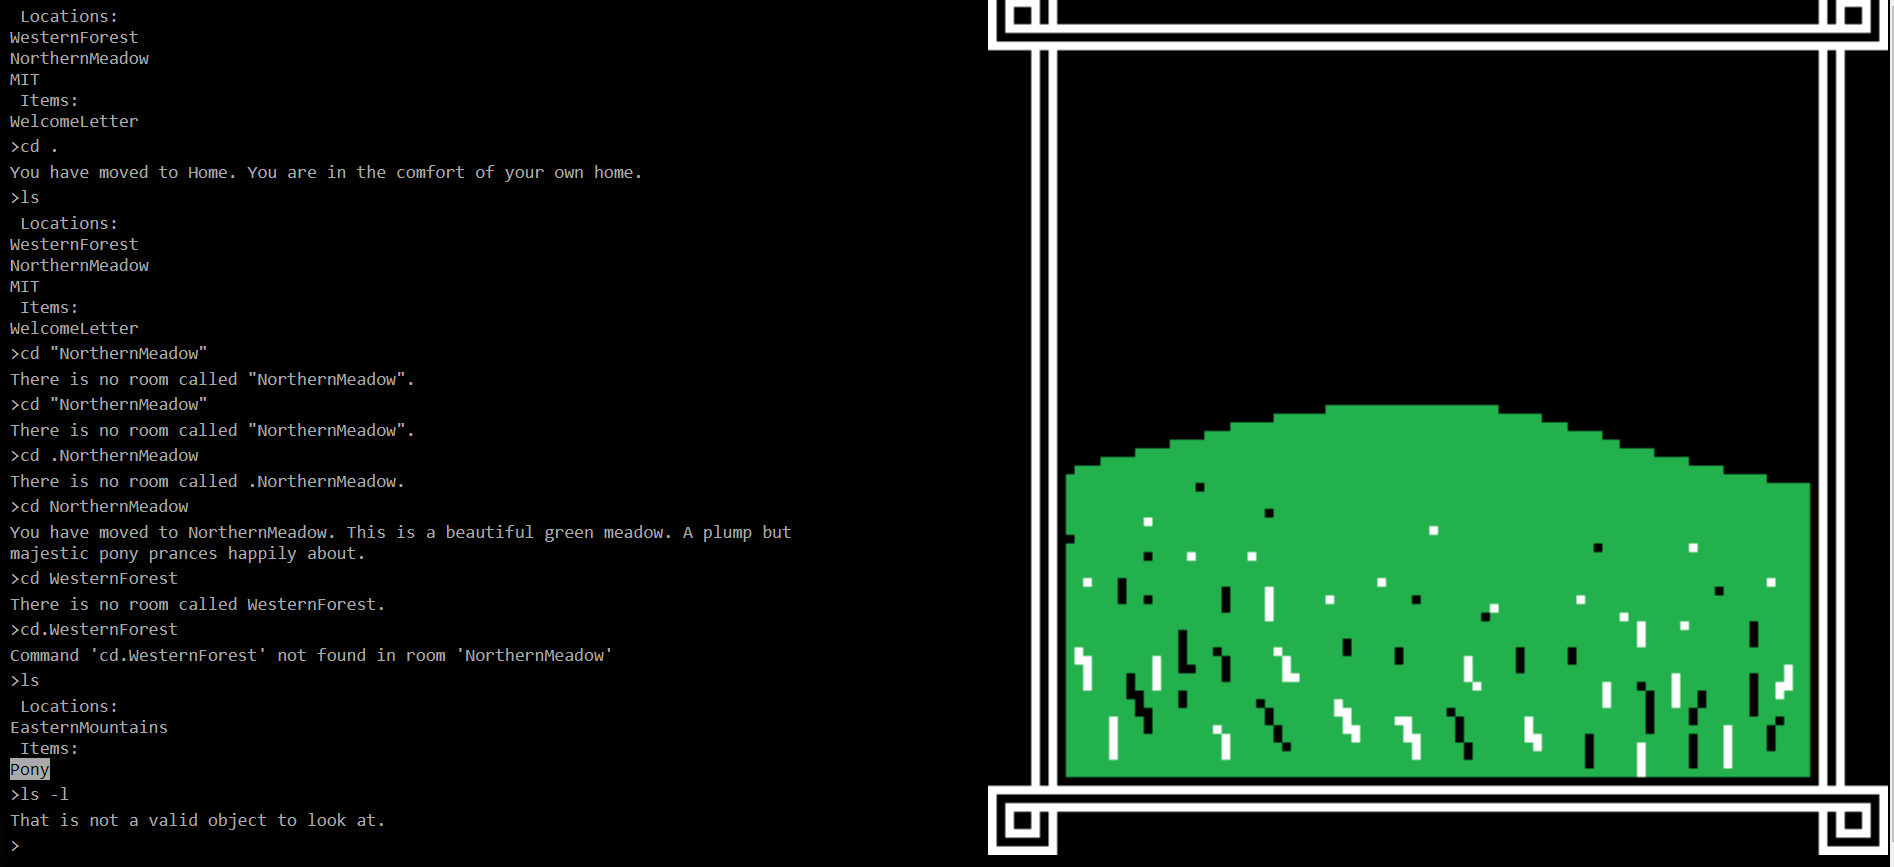 Locations:
WesternForest
NorthernMeadow
MIT
 Items:
WelcomeLetter
>cd .
You have moved to Home. You are in the comfort of your own home.
>ls
 Locations:
WesternForest
NorthernMeadow
MIT
 Items:
WelcomeLetter
>cd "NorthernMeadow"
There is no room called "NorthernMeadow".
>cd "NorthernMeadow"
There is no room called "NorthernMeadow".
>cd .NorthernMeadow
There is no room called .NorthernMeadow.
>cd NorthernMeadow
You have moved to NorthernMeadow. This is a beautiful green meadow. A plump but
majestic pony prances happily about.
>cd WesternForest
There is no room called WesternForest.
>cd.WesternForest
Command 'cd.WesternForest' not found in room 'NorthernMeadow'
>ls
 Locations:
EasternMountains
 Items:
Pony
>ls -l
That is not a valid object to look at.
>